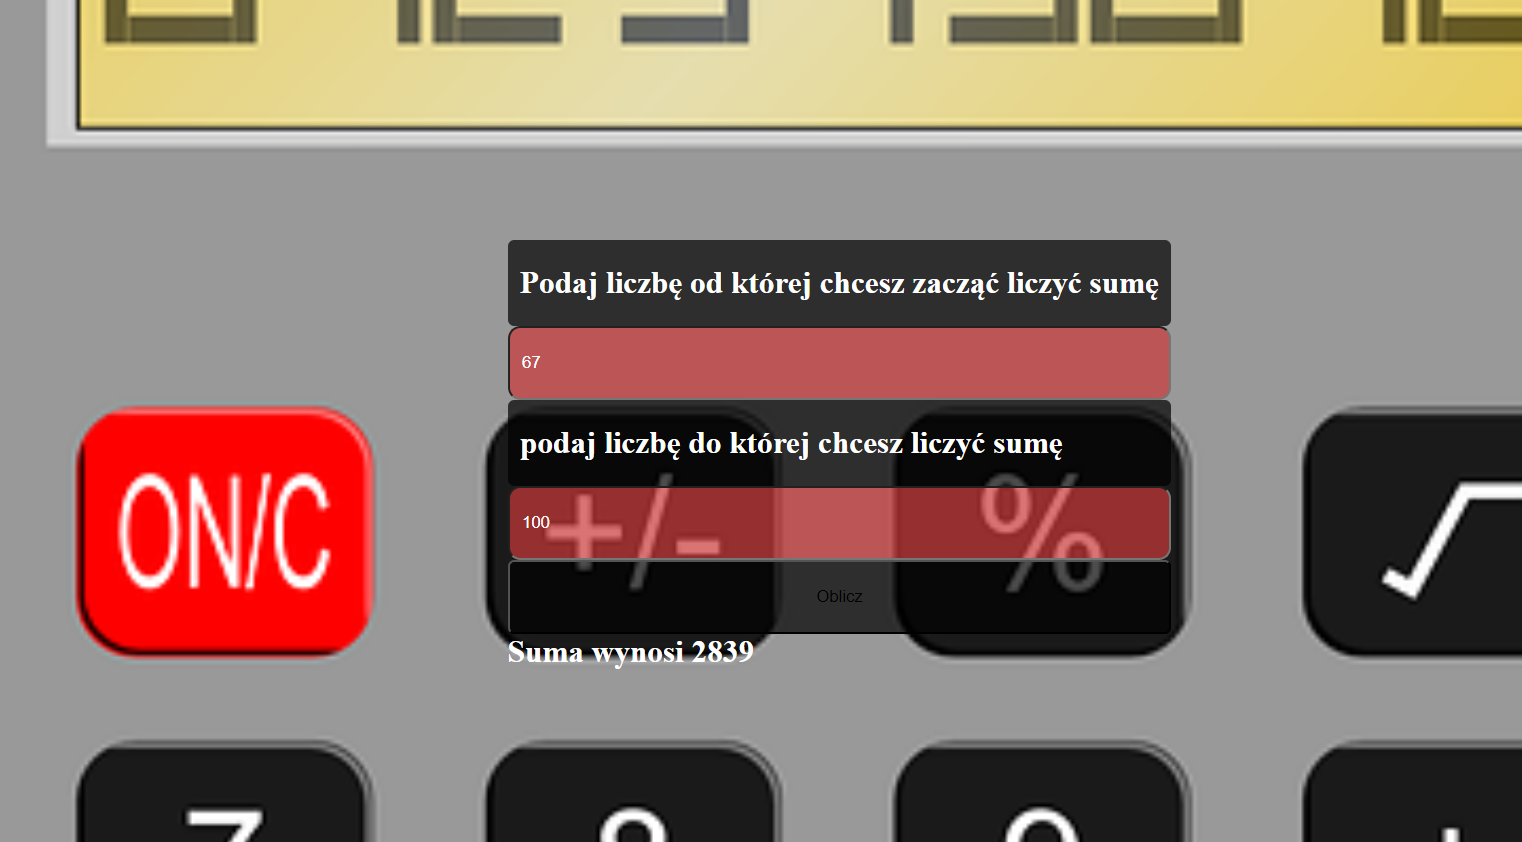 Podaj liczbę od której chcesz zacząć liczyć sumę
67
podaj liczbę do której chcesz liczyć sumę
100
ON/C
+/-
%
√
Oblicz
Suma wynosi 2839